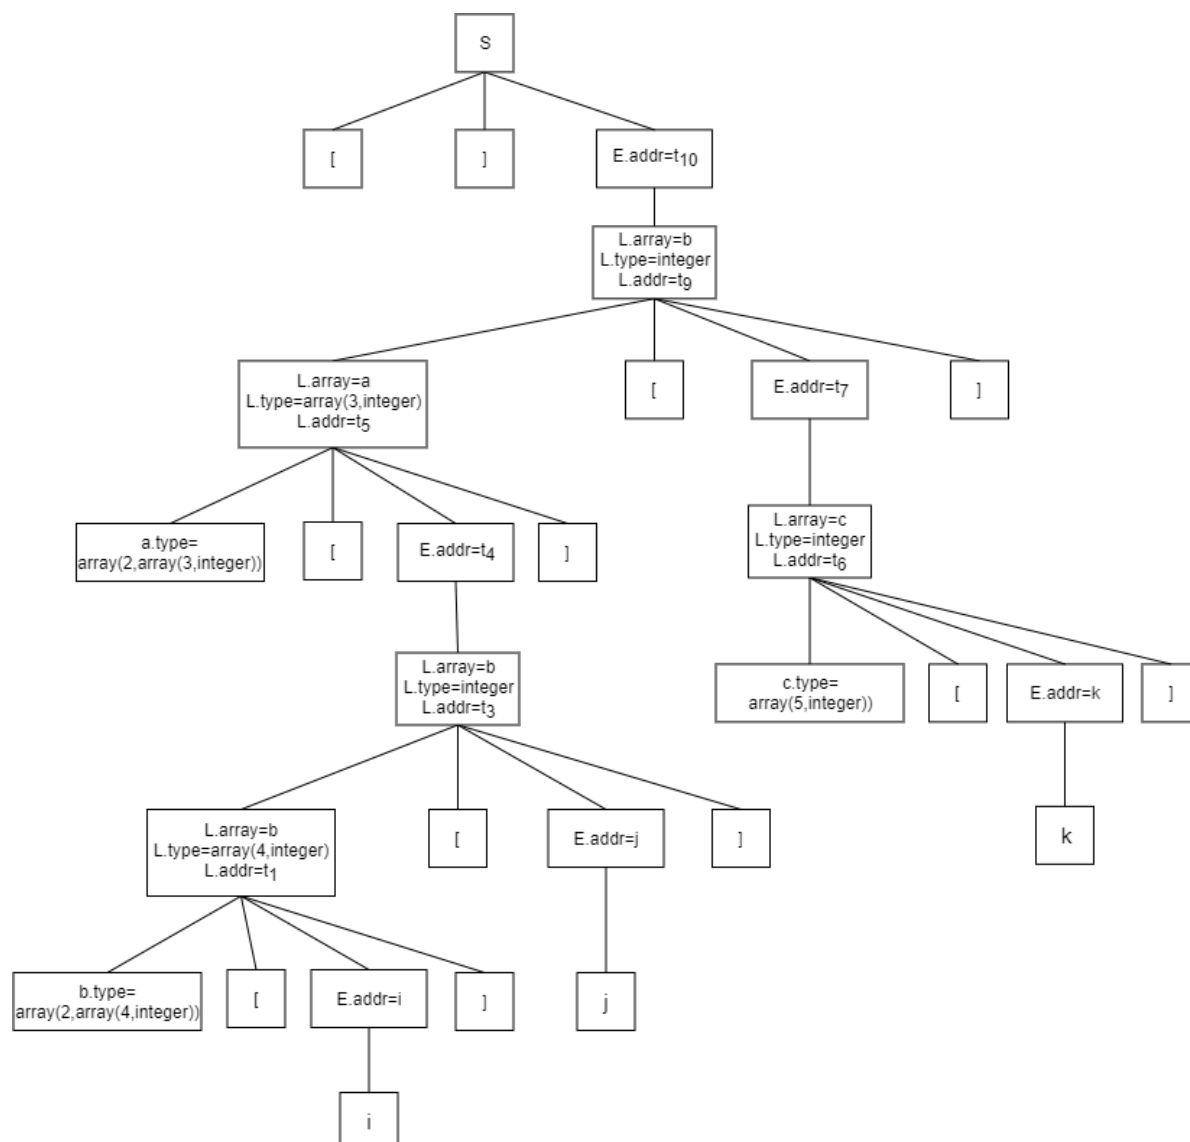 S
[
]
E.addr=t10
L.array=b
L.type=integer
L.addr=t9
L.array=a
L.type=array(3,integer)
L.addr=t5
[
E.addr=t7
]
a.type=
array(2,array(3,integer))
[
E.addr=t4
]
L.array=c
L.type=integer
L.addr=t6
L.array=b
L.type=integer
L.addr=t3
c.type=
array(5,integer))
[
E.addr=k
]
L.array=b
L.type=array(4,integer)
L.addr=t1
[
E.addr=j
]
k
b.type=
array(2,array(4,integer))
[
E.addr=i
]
j
i